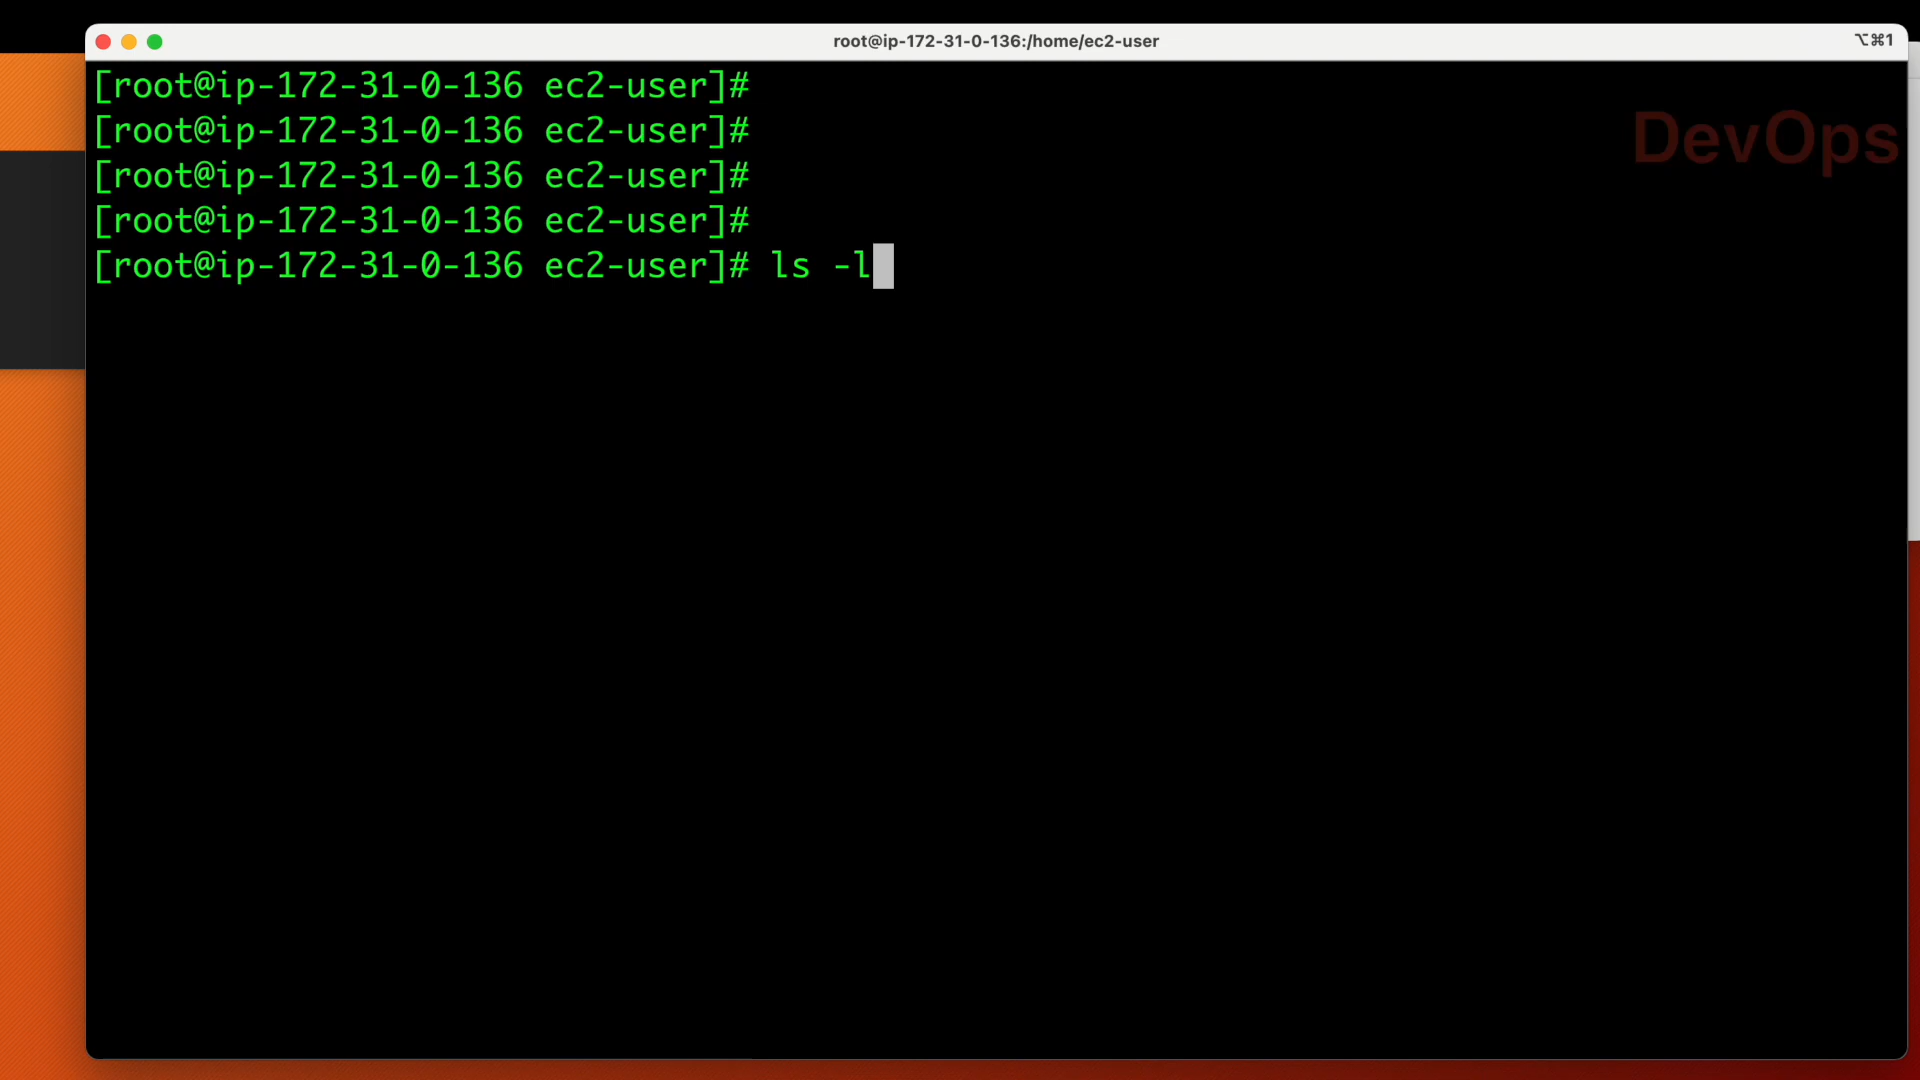 root@ip-172-31-0-136:/home/ec2-user
⌥⌘1
[root@ip-172-31-0-136 ec2-user]#
[root@ip-172-31-0-136 ec2-user]#
[root@ip-172-31-0-136 ec2-user]#
[root@ip-172-31-0-136 ec2-user]#
[root@ip-172-31-0-136 ec2-user]# ls -l
DevOps